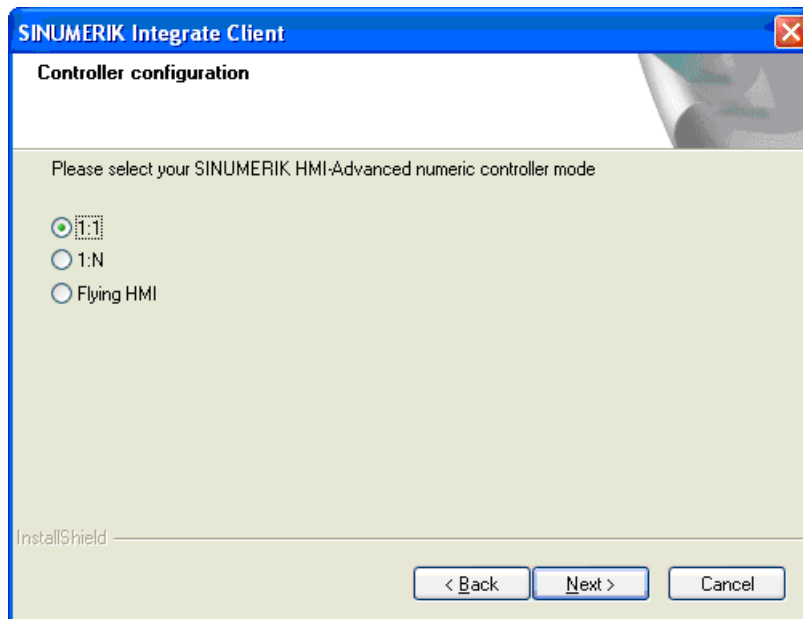 SINUMERIK Integrate Client
Controller configuration
Please select your SINUMERIK HMI-Advanced numeric controller mode
1:1
1:N
Flying HMI
InstallShield
< Back Next > Cancel